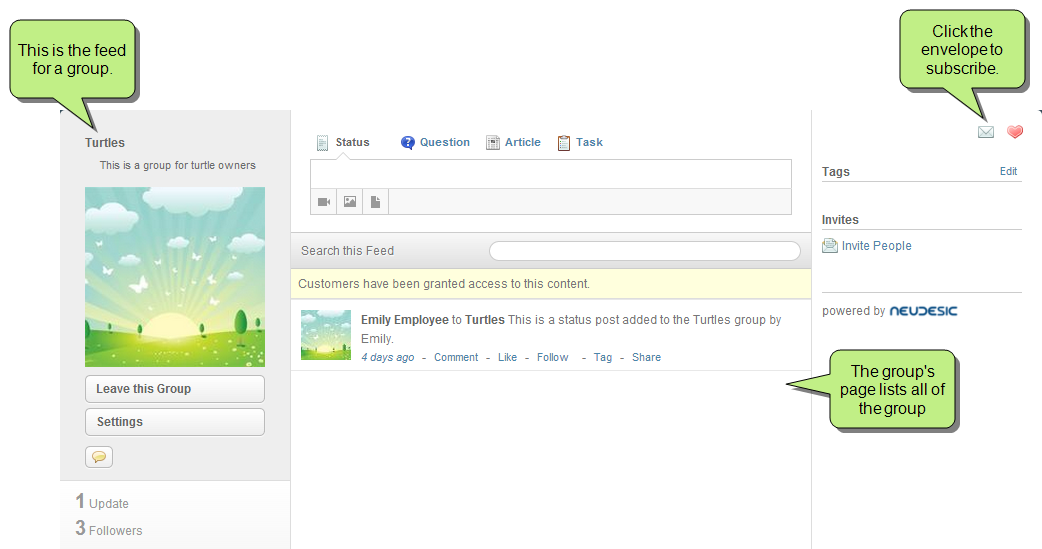 This is the feed
for a group.
Click the
envelope to
subscribe.
Turtles
This is a group for turtle owners
Status Question Article Task
Tags Edit
Invites
Invite People
Search this Feed
Customers have been granted access to this content.
powered by NEUDESIC
Emily Employee to Turtles This is a status post added to the Turtles group by
Emily.
4 days ago - Comment - Like - Follow - Tag - Share
The group's
page lists all of
the group
Leave this Group
Settings
1 Update
3 Followers